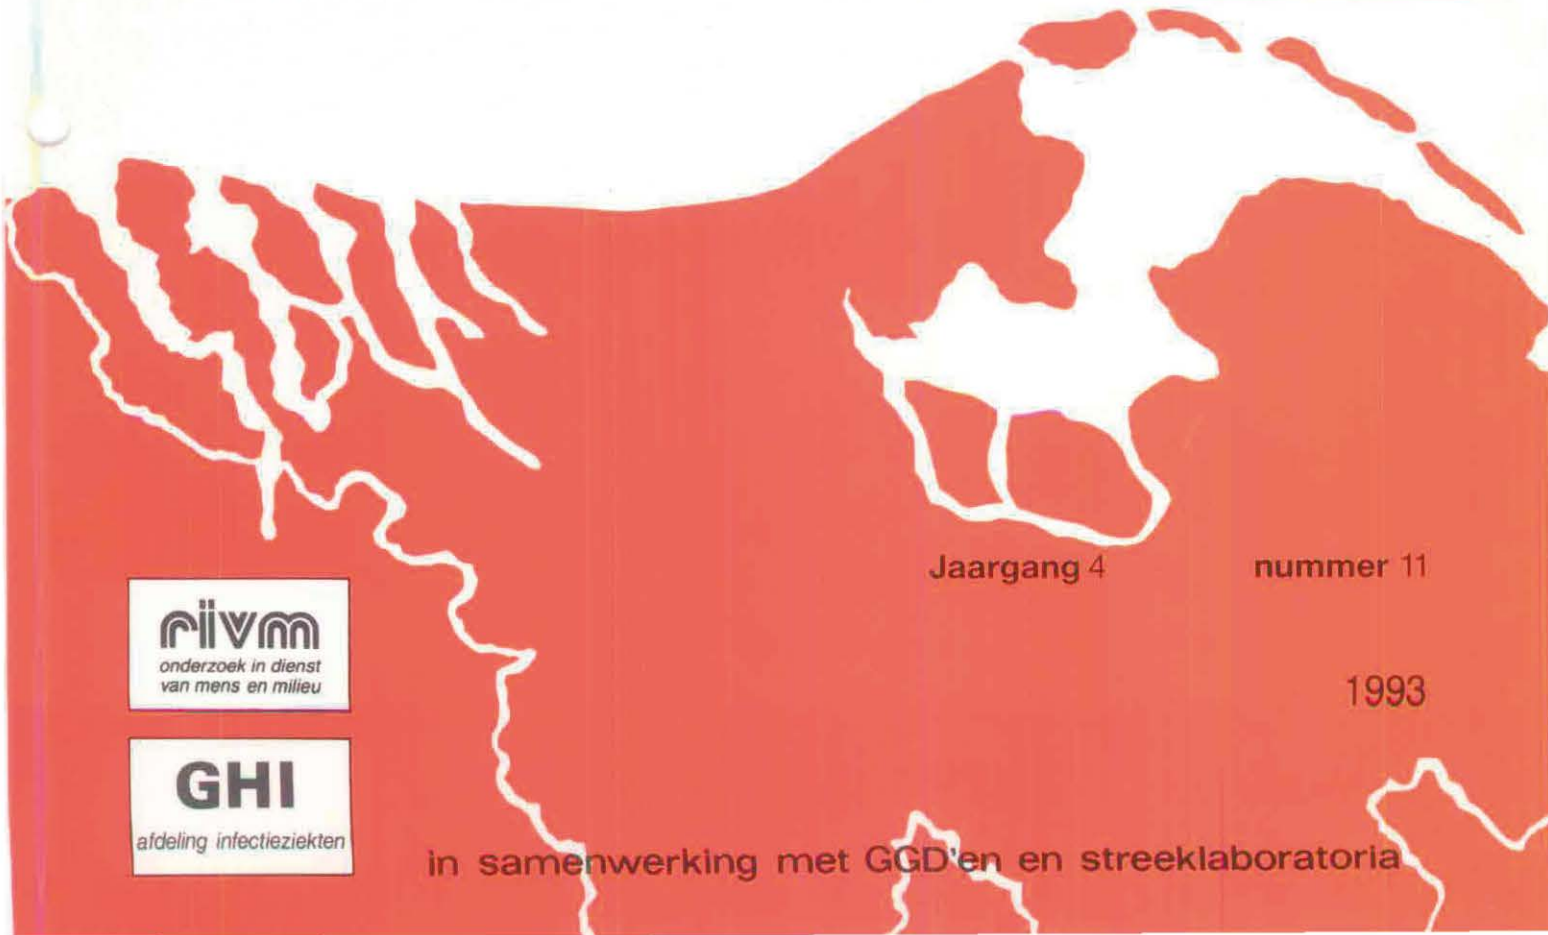 Jaargang 4 nummer 11
1993
rivm
onderzoek in dienst
van mens en milieu
GHI
afdeling infectieziekten
in samenwerking met GGD'en en streeklaboratoria